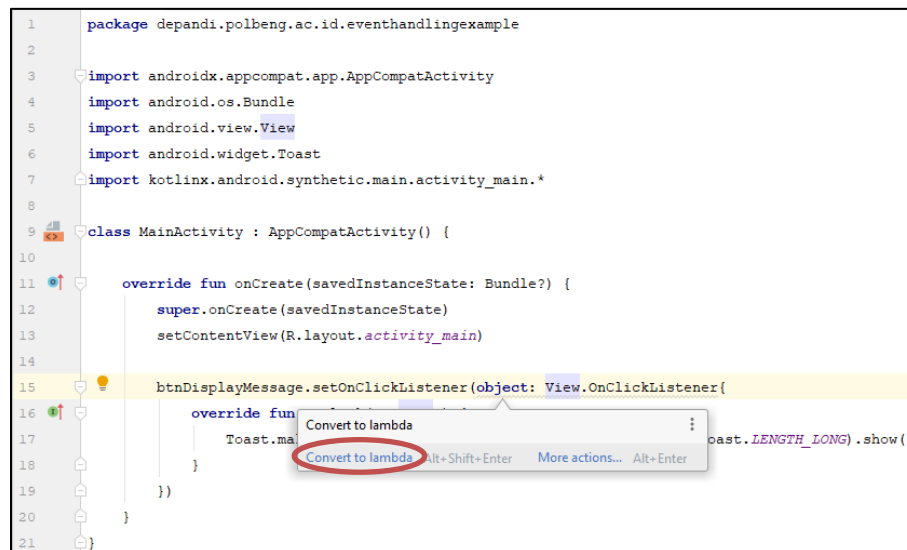 1 package depandi.polbeng.ac.id.eventhandlingexample
2
3 import androidx.appcompat.app.AppCompatActivity
4 import android.os.Bundle
5 import android.view.View
6 import android.widget.Toast
7 import kotlinx.android.synthetic.main.activity_main.*
8
9 class MainActivity : AppCompatActivity() {
10
11 override fun onCreate(savedInstanceState: Bundle?) {
12 super.onCreate(savedInstanceState)
13 setContentView(R.layout.activity_main)
14
15 btnDisplayMessage.setOnClickListener(object: View.OnClickListener{
16 override fun
Convert to lambda
17 Toast.ma oast.LENGTH_LONG).show(
Convert to lambda Alt+Shift+Enter More actions... Alt+Enter
18 }
19 })
20 }
21 }